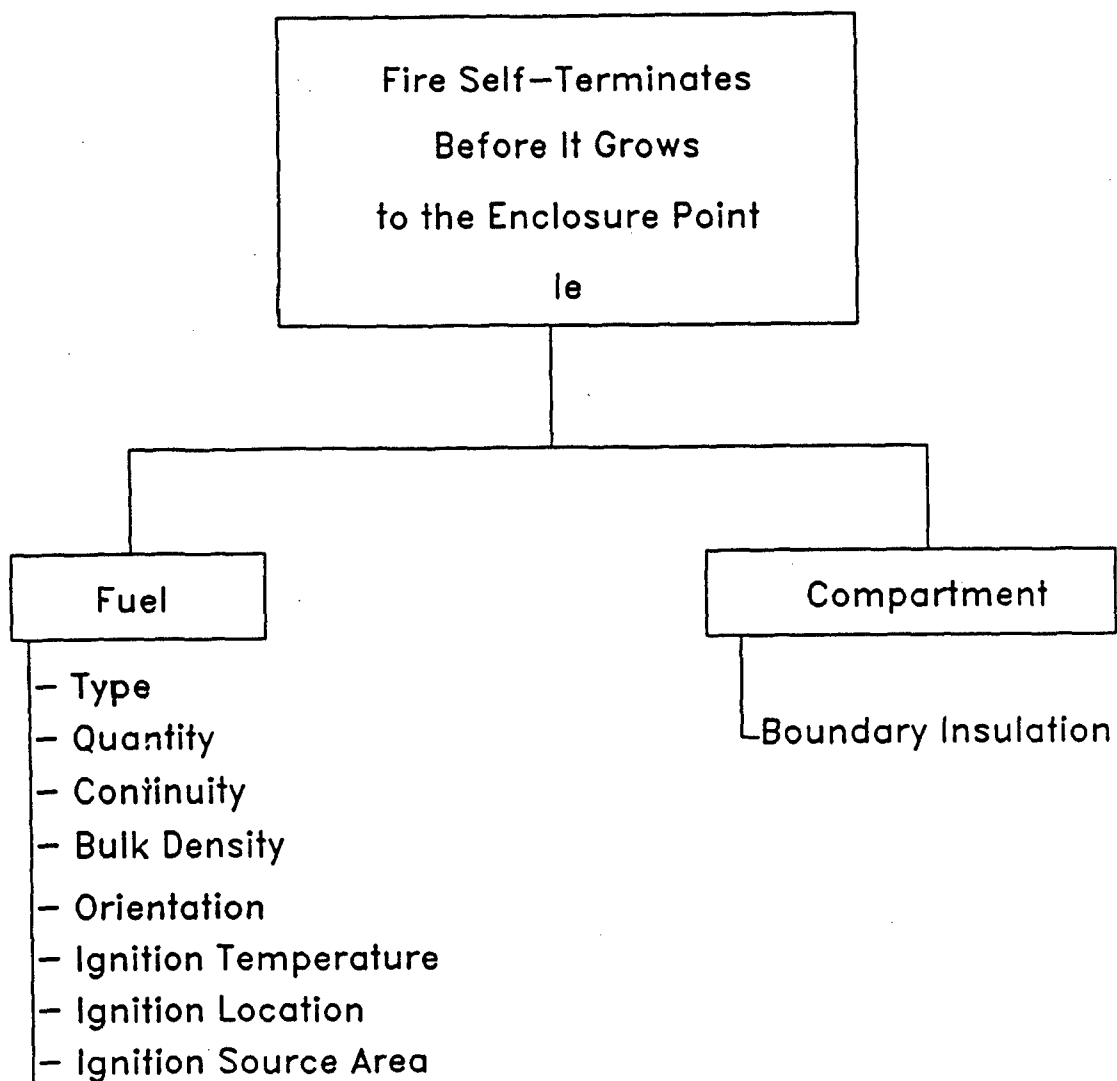 Fire Self-Terminates
Before It Grows
to the Enclosure Point
Ie
Fuel
Compartment
- Type
- Quantity
- Continuity
- Bulk Density
- Orientation
- Ignition Temperature
- Ignition Location
- Ignition Source Area
Boundary Insulation